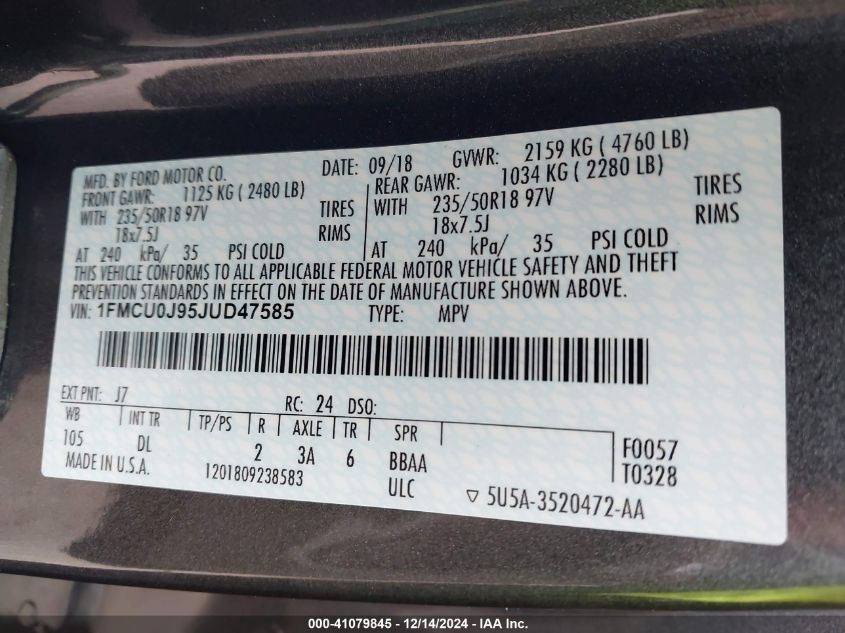 MFD. BY FORD MOTOR CO. DATE: 09/18 GVWR: 2159 KG ( 4760 LB)
FRONT GAWR: 1125 KG ( 2480 LB) REAR GAWR: 1034 KG ( 2280 LB)
WITH 235/50R18 97V TIRES WITH 235/50R18 97V TIRES
18x7.5J RIMS 18x7.5J RIMS
AT 240 kPa/ 35 PSI COLD AT 240 kPa/ 35 PSI COLD
THIS VEHICLE CONFORMS TO ALL APPLICABLE FEDERAL MOTOR VEHICLE SAFETY AND THEFT
PREVENTION STANDARDS IN EFFECT ON THE DATE OF MANUFACTURE SHOWN ABOVE.
VIN: 1FMCU0J95JUD47585 TYPE: MPV
EXT PNT: J7 RC: 24 DSO:
WB INT TR TP/PS R AXLE TR SPR
105 DL 2 3A 6 BBAA F0057
MADE IN U.S.A. 1201809238583 ULC T0328
5U5A-3520472-AA
000-41079845 - 12/14/2024 - IAA Inc.